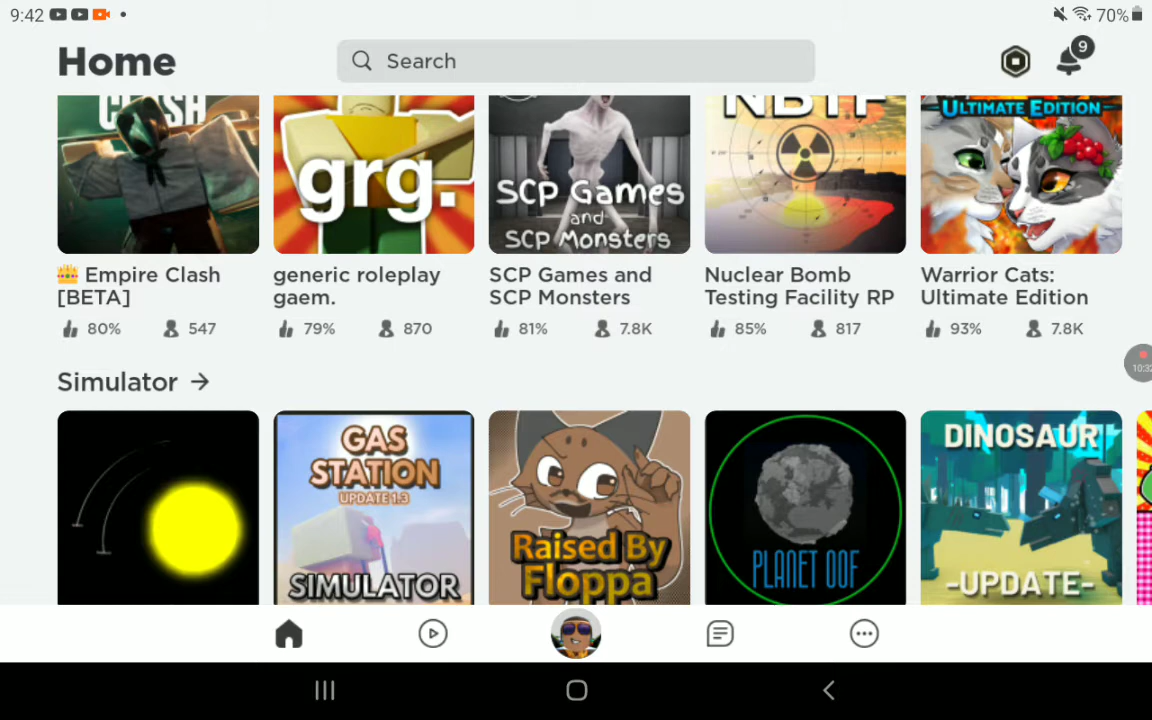 9:42
70%
Home
Search
9
CLASH
grg.
SCP Games
and
SCP Monsters
NBTF
ULTIMATE EDITION
👑 Empire Clash
[BETA]
generic roleplay
gaem.
SCP Games and
SCP Monsters
Nuclear Bomb
Testing Facility RP
Warrior Cats:
Ultimate Edition
80% 547
79% 870
81% 7.8K
85% 817
93% 7.8K
10:32
Simulator →
GAS
STATION
UPDATE 1.3
SIMULATOR
Raised By
Floppa
PLANET OOF
DINOSAUR
-UPDATE-